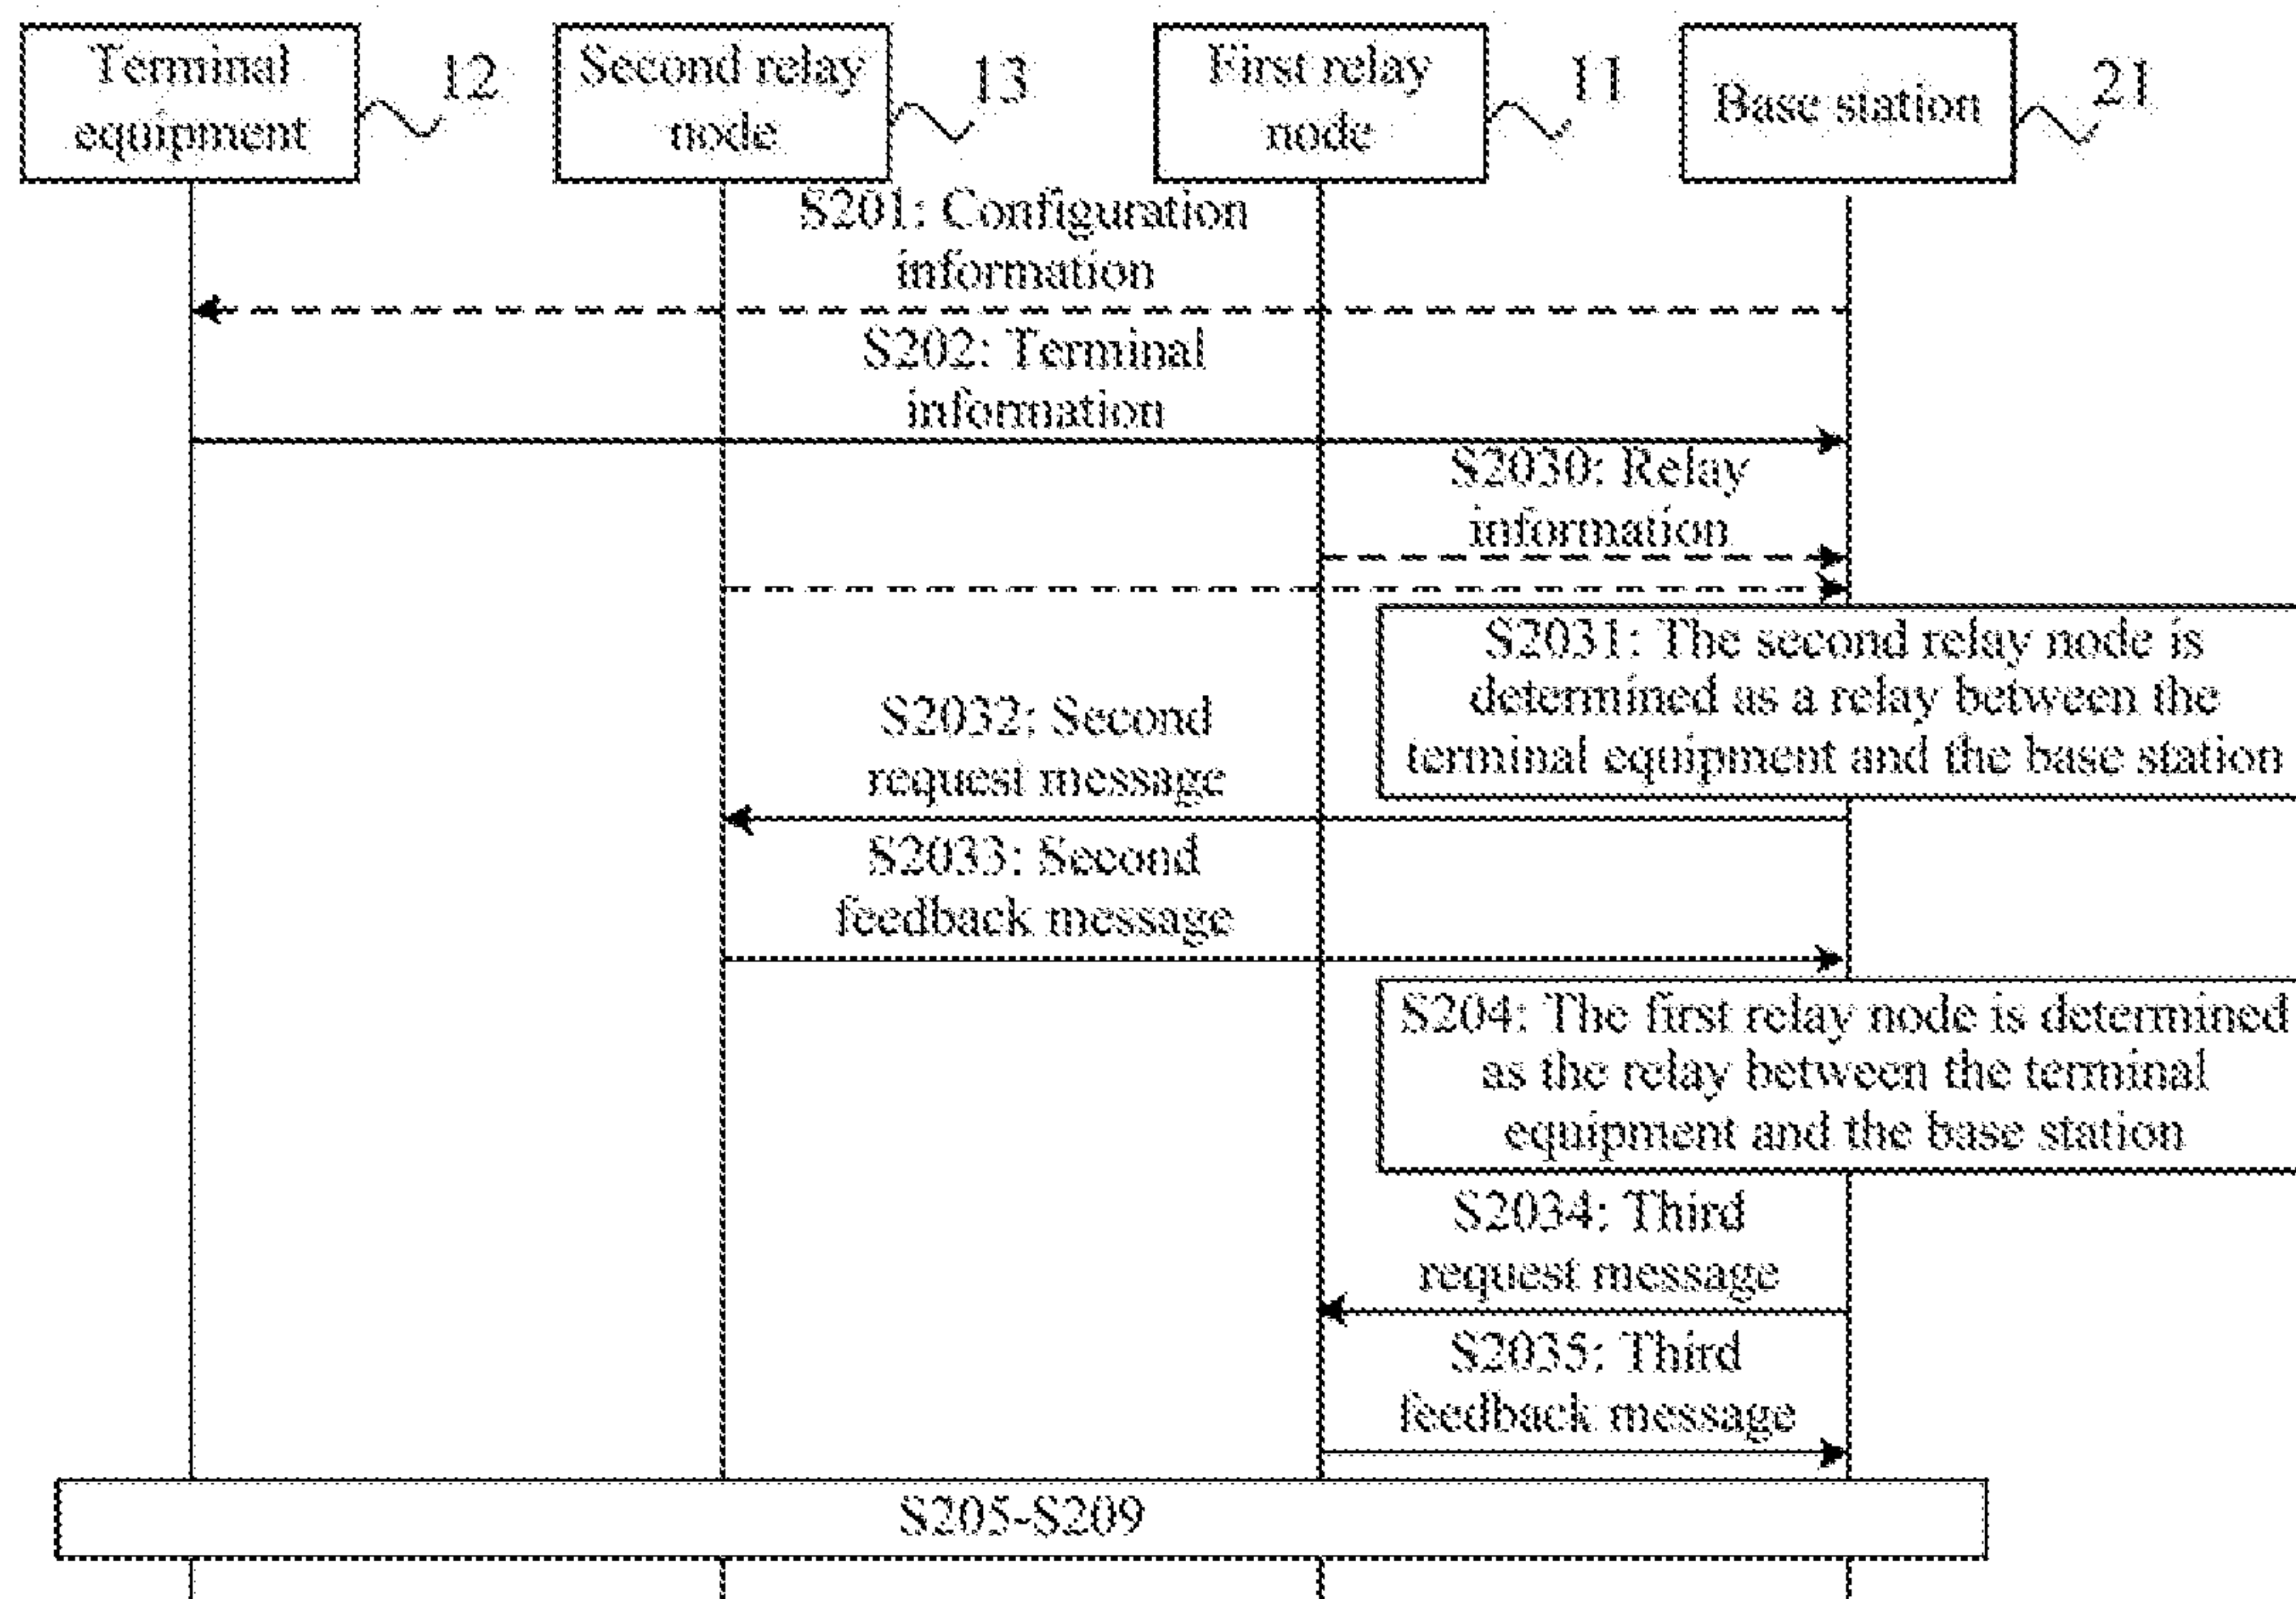 Terminal
equipment
12
Second relay
node
13
First relay
node
11
Base station
21
S201: Configuration
information
S202: Terminal
information
S2030: Relay
information
S2031: The second relay node is
determined as a relay between the
terminal equipment and the base station
S2032: Second
request message
S2033: Second
feedback message
S204: The first relay node is determined
as the relay between the terminal
equipment and the base station
S2034: Third
request message
S2035: Third
feedback message
S205-S209